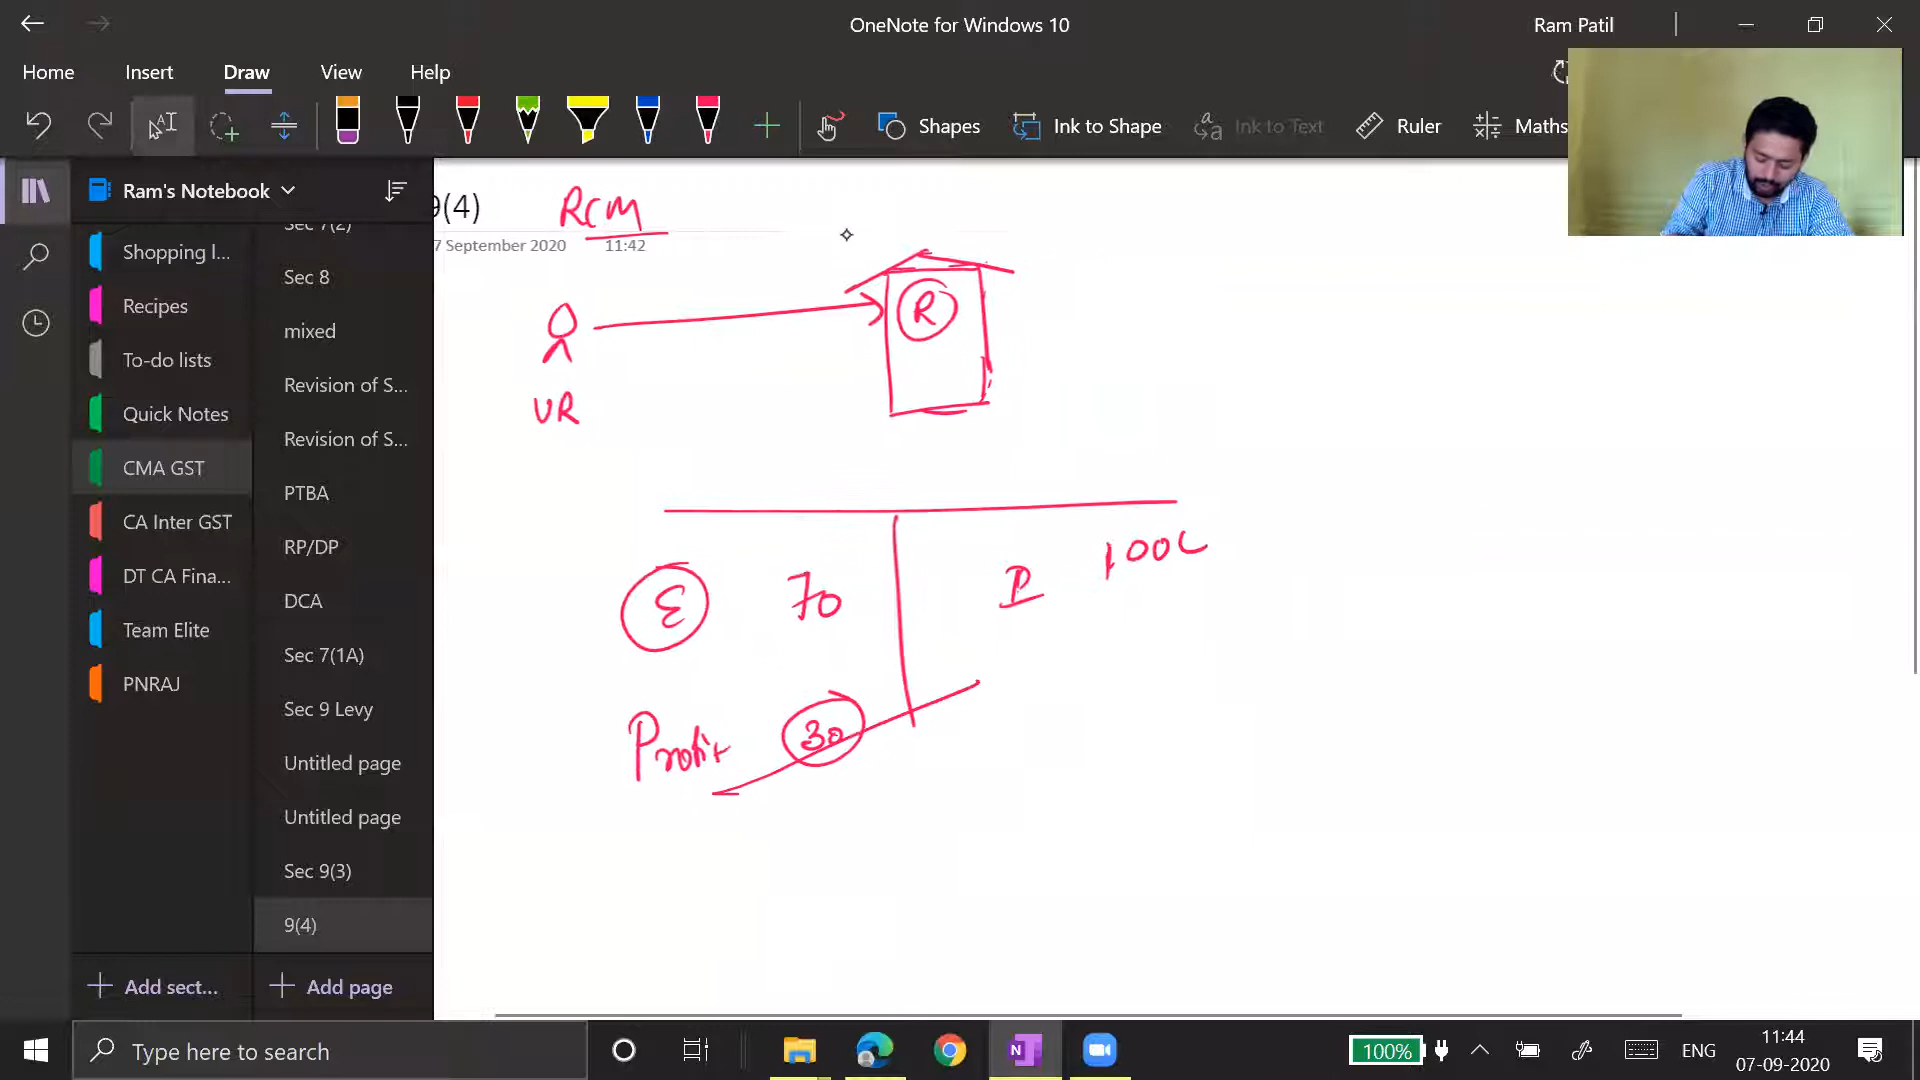 OneNote for Windows 10
Ram Patil
Home Insert Draw View Help
Shapes Ink to Shape Ink to Text Ruler Maths
Ram's Notebook
Shopping l...
Recipes
To-do lists
Quick Notes
CMA GST
CA Inter GST
DT CA Fina...
Team Elite
PNRAJ
Sec 7(2)
Sec 8
mixed
Revision of S...
Revision of S...
PTBA
RP/DP
DCA
Sec 7(1A)
Sec 9 Levy
Untitled page
Untitled page
Sec 9(3)
9(4)
Add sect...
Add page
9(4)
RCM
7 September 2020 11:42
R
UR
E 70
I 100L
Profit 30
Type here to search
N
100%
ENG
11:44
07-09-2020